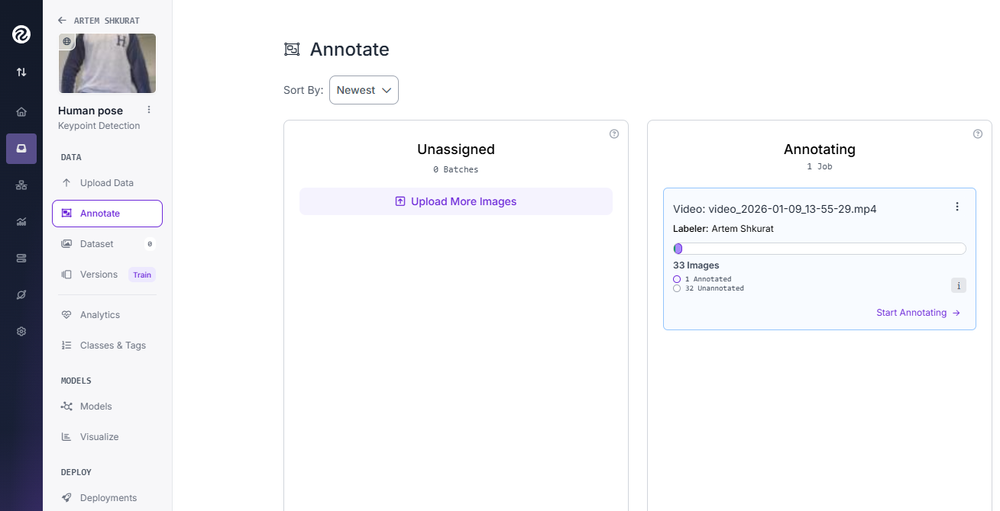 ARTEM SHKURAT
H
Human pose
Keypoint Detection
DATA
Upload Data
Annotate
Dataset 0
Versions Train
Analytics
Classes & Tags
MODELS
Models
Visualize
DEPLOY
Deployments
Annotate
Sort By: Newest
Unassigned
0 Batches
Upload More Images
Annotating
1 Job
Video: video_2026-01-09_13-55-29.mp4
Labeler: Artem Shkurat
33 Images
1 Annotated
32 Unannotated
i
Start Annotating →